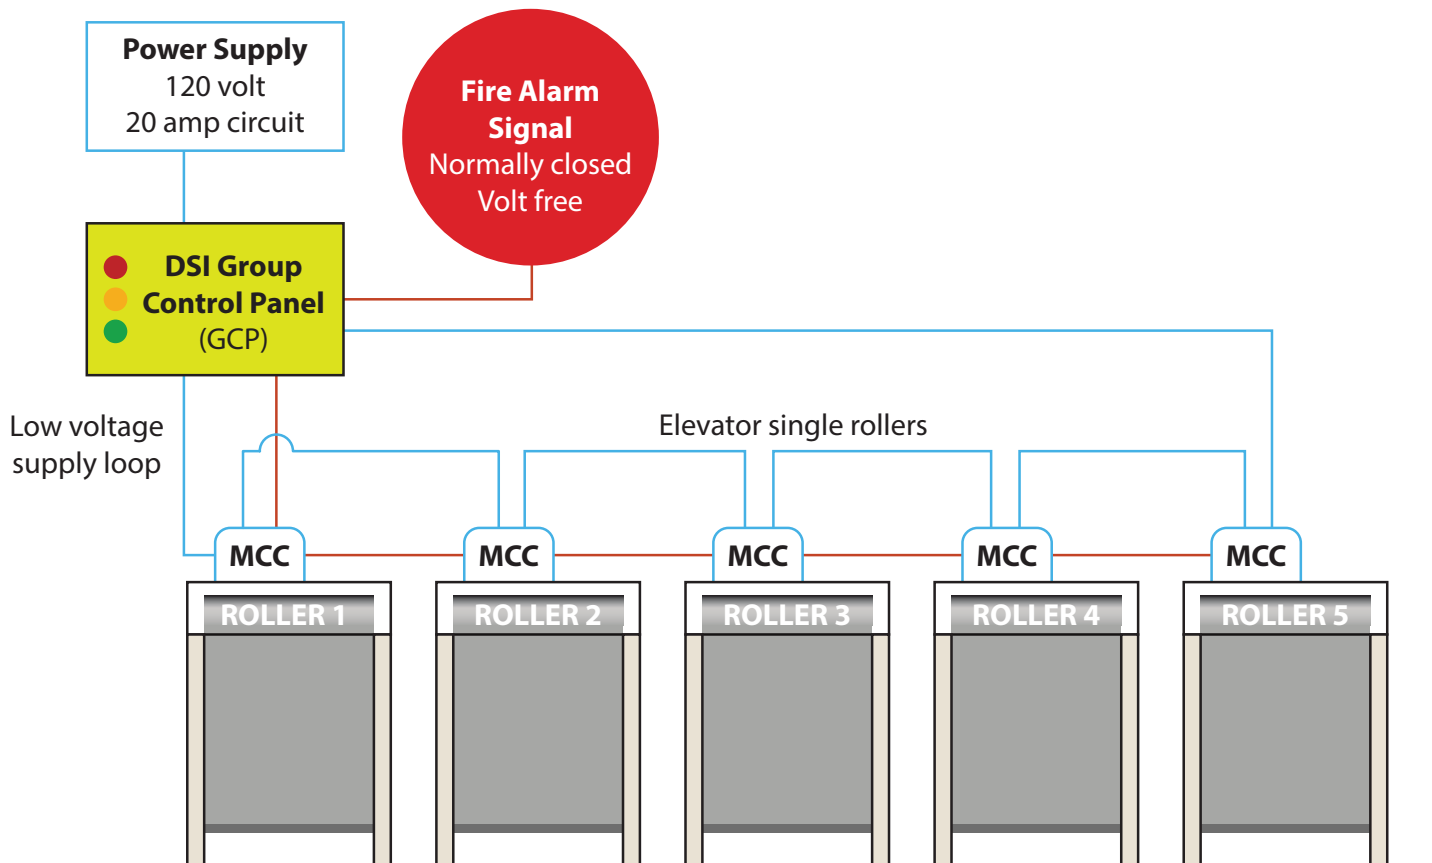 Power Supply
120 volt
20 amp circuit
Fire Alarm
Signal
Normally closed
Volt free
DSI Group
Control Panel
(GCP)
Low voltage
supply loop
Elevator single rollers
MCC
MCC
MCC
MCC
MCC
ROLLER 1
ROLLER 2
ROLLER 3
ROLLER 4
ROLLER 5